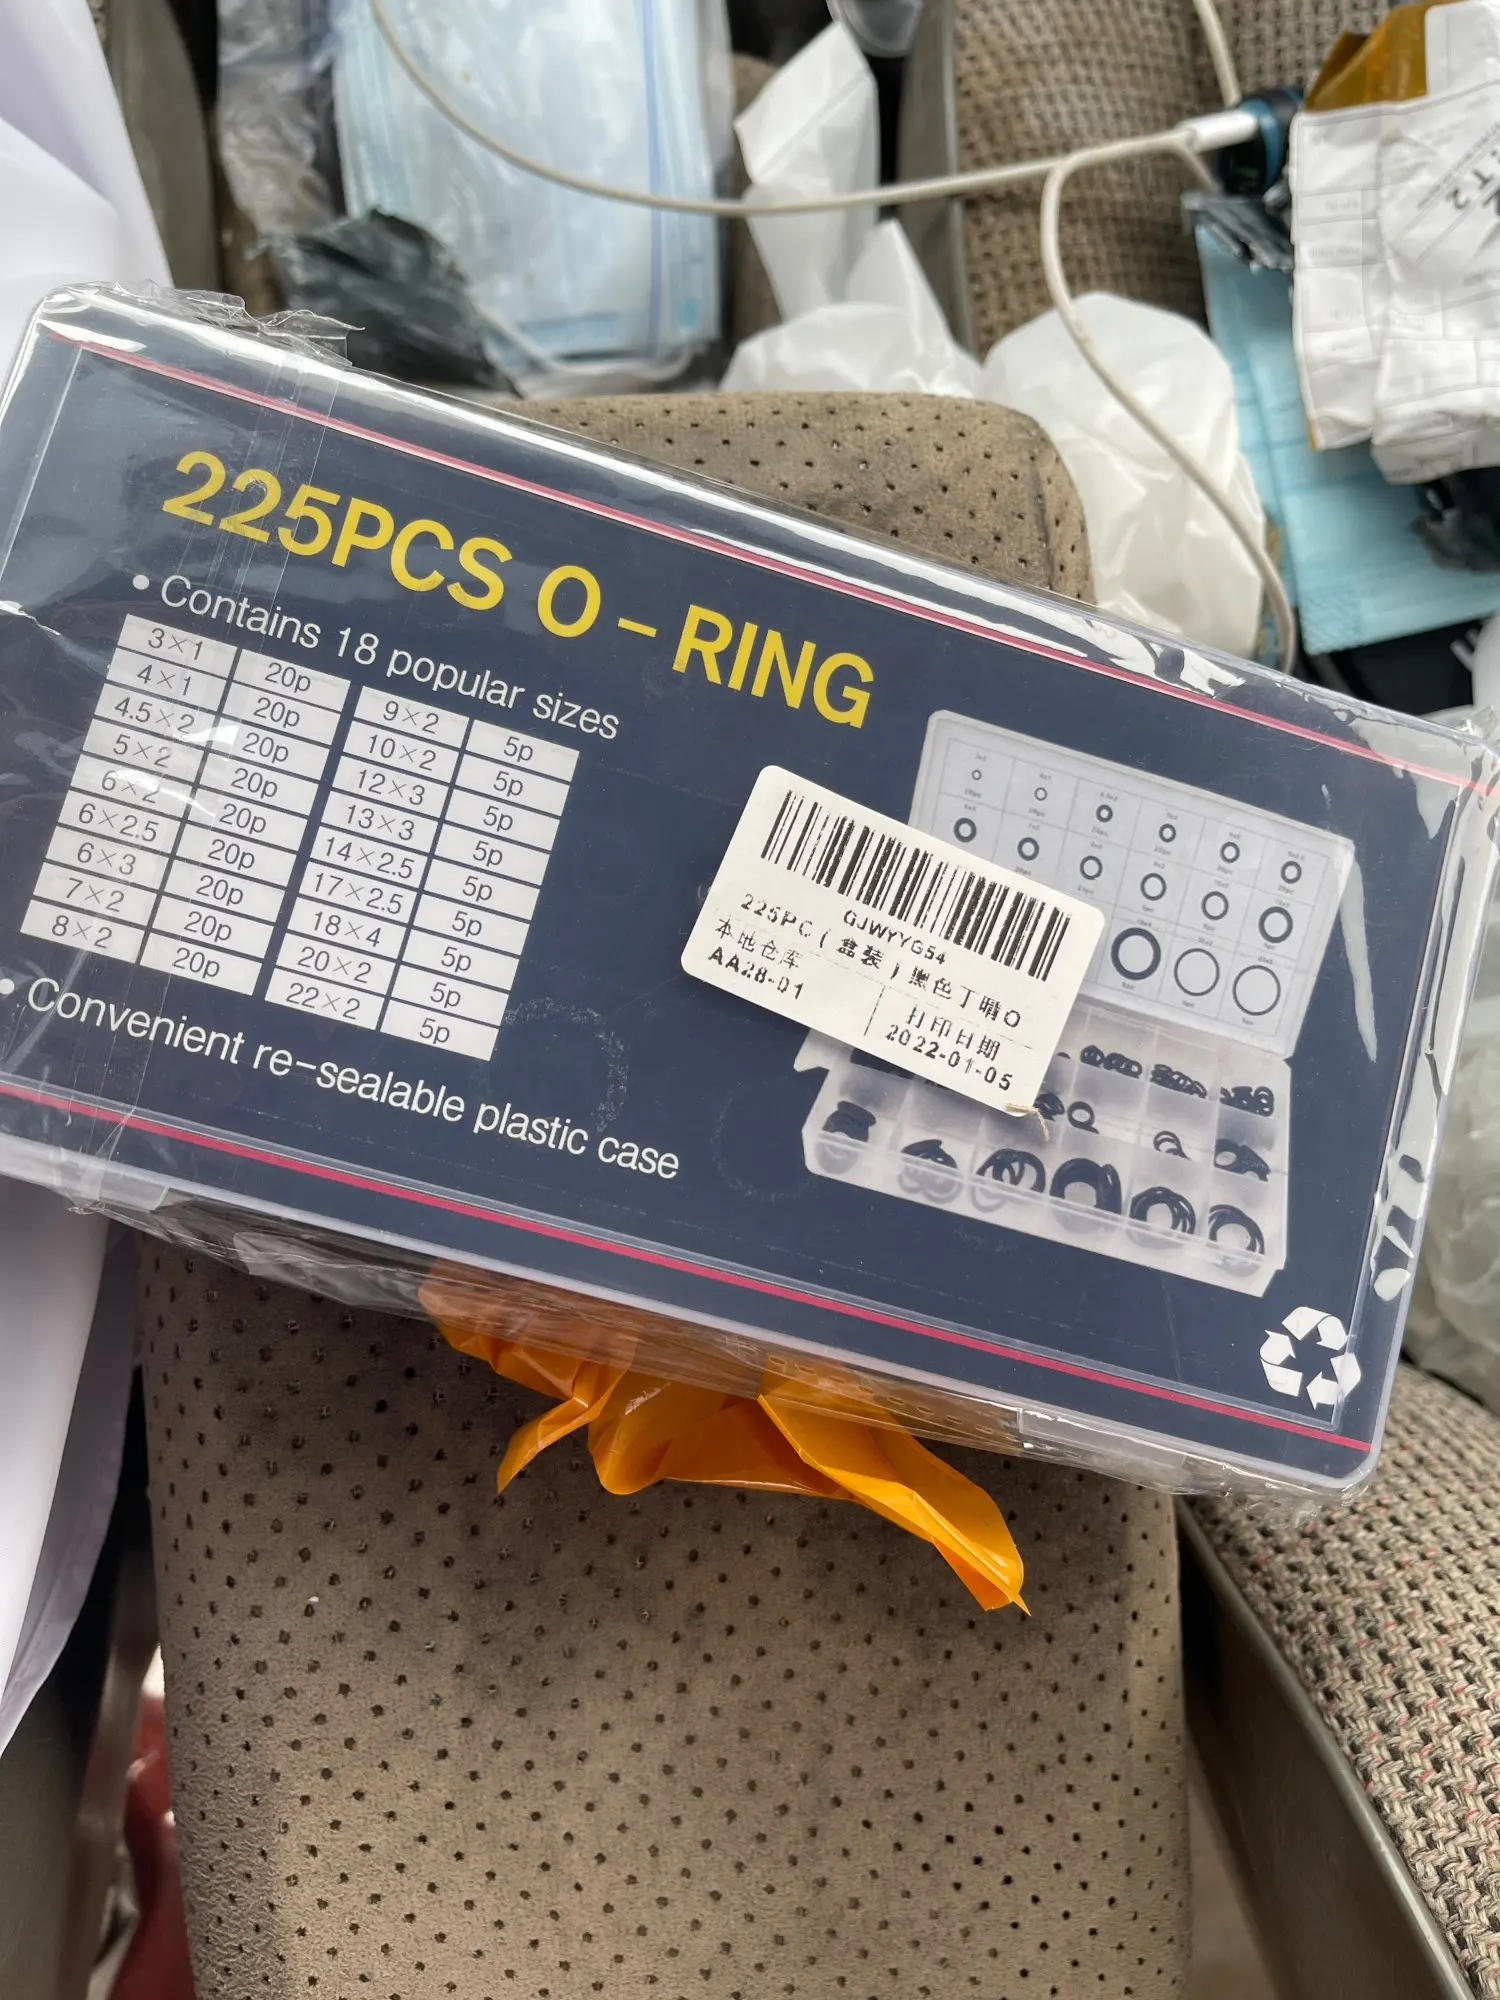 225PCS O-RING
• Contains 18 popular sizes
3×1 20p 9×2 5p
4×1 20p 10×2 5p
4.5×2 20p 12×3 5p
5×2 20p 13×3 5p
6×2 20p 14×2.5 5p
6×2.5 20p 17×2.5 5p
6×3 20p 18×4 5p
7×2 20p 20×2 5p
8×2 20p 22×2 5p
• Convenient re-sealable plastic case
GJWYYG54
225PC(盒装)黑色丁晴O
本地仓库
AA28-01
打印日期
2022-01-05